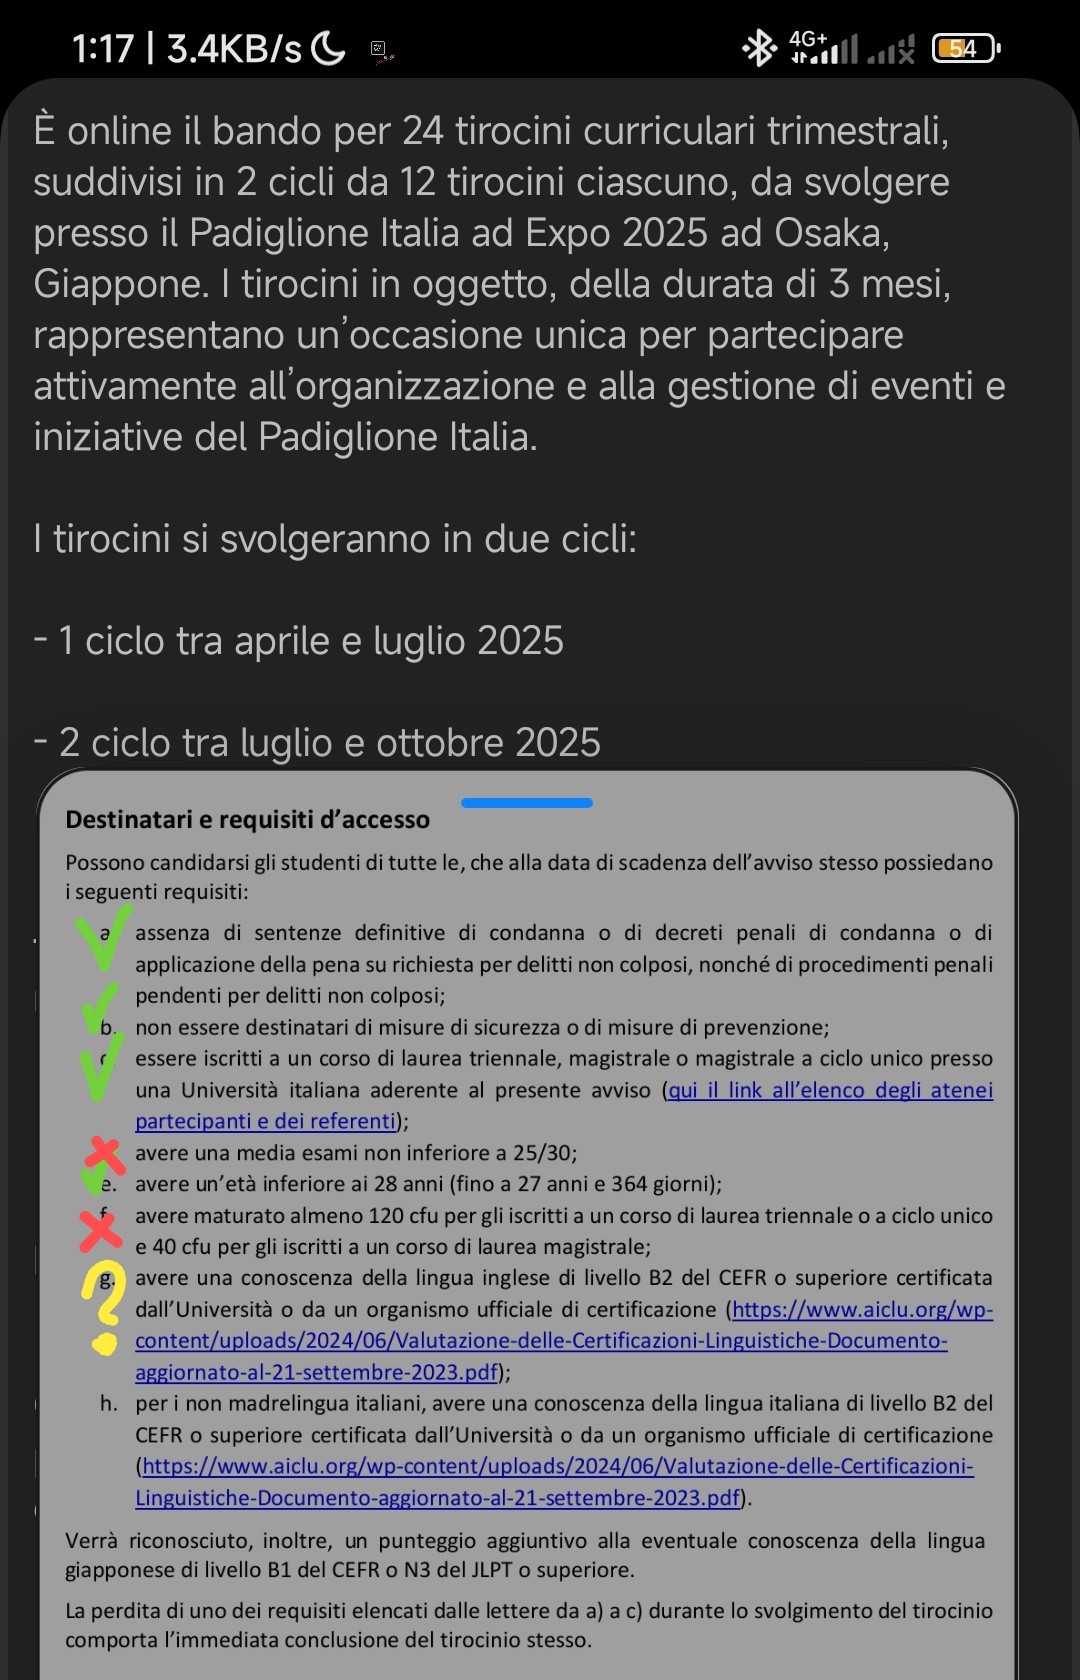 1:17 | 3.4KB/s
4G+
54
È online il bando per 24 tirocini curriculari trimestrali,
suddivisi in 2 cicli da 12 tirocini ciascuno, da svolgere
presso il Padiglione Italia ad Expo 2025 ad Osaka,
Giappone. I tirocini in oggetto, della durata di 3 mesi,
rappresentano un'occasione unica per partecipare
attivamente all'organizzazione e alla gestione di eventi e
iniziative del Padiglione Italia.
I tirocini si svolgeranno in due cicli:
- 1 ciclo tra aprile e luglio 2025
- 2 ciclo tra luglio e ottobre 2025
Destinatari e requisiti d'accesso
Possono candidarsi gli studenti di tutte le, che alla data di scadenza dell'avviso stesso possiedano
i seguenti requisiti:
a assenza di sentenze definitive di condanna o di decreti penali di condanna o di
applicazione della pena su richiesta per delitti non colposi, nonché di procedimenti penali
pendenti per delitti non colposi;
b. non essere destinatari di misure di sicurezza o di misure di prevenzione;
essere iscritti a un corso di laurea triennale, magistrale o magistrale a ciclo unico presso
una Università italiana aderente al presente avviso (qui il link all'elenco degli atenei
partecipanti e dei referenti);
avere una media esami non inferiore a 25/30;
e. avere un'età inferiore ai 28 anni (fino a 27 anni e 364 giorni);
f avere maturato almeno 120 cfu per gli iscritti a un corso di laurea triennale o a ciclo unico
e 40 cfu per gli iscritti a un corso di laurea magistrale;
g. avere una conoscenza della lingua inglese di livello B2 del CEFR o superiore certificata
dall'Università o da un organismo ufficiale di certificazione (https://www.aiclu.org/wp-
content/uploads/2024/06/Valutazione-delle-Certificazioni-Linguistiche-Documento-
aggiornato-al-21-settembre-2023.pdf);
h. per i non madrelingua italiani, avere una conoscenza della lingua italiana di livello B2 del
CEFR o superiore certificata dall'Università o da un organismo ufficiale di certificazione
(https://www.aiclu.org/wp-content/uploads/2024/06/Valutazione-delle-Certificazioni-
Linguistiche-Documento-aggiornato-al-21-settembre-2023.pdf).
Verrà riconosciuto, inoltre, un punteggio aggiuntivo alla eventuale conoscenza della lingua
giapponese di livello B1 del CEFR o N3 del JLPT o superiore.
La perdita di uno dei requisiti elencati dalle lettere da a) a c) durante lo svolgimento del tirocinio
comporta l'immediata conclusione del tirocinio stesso.